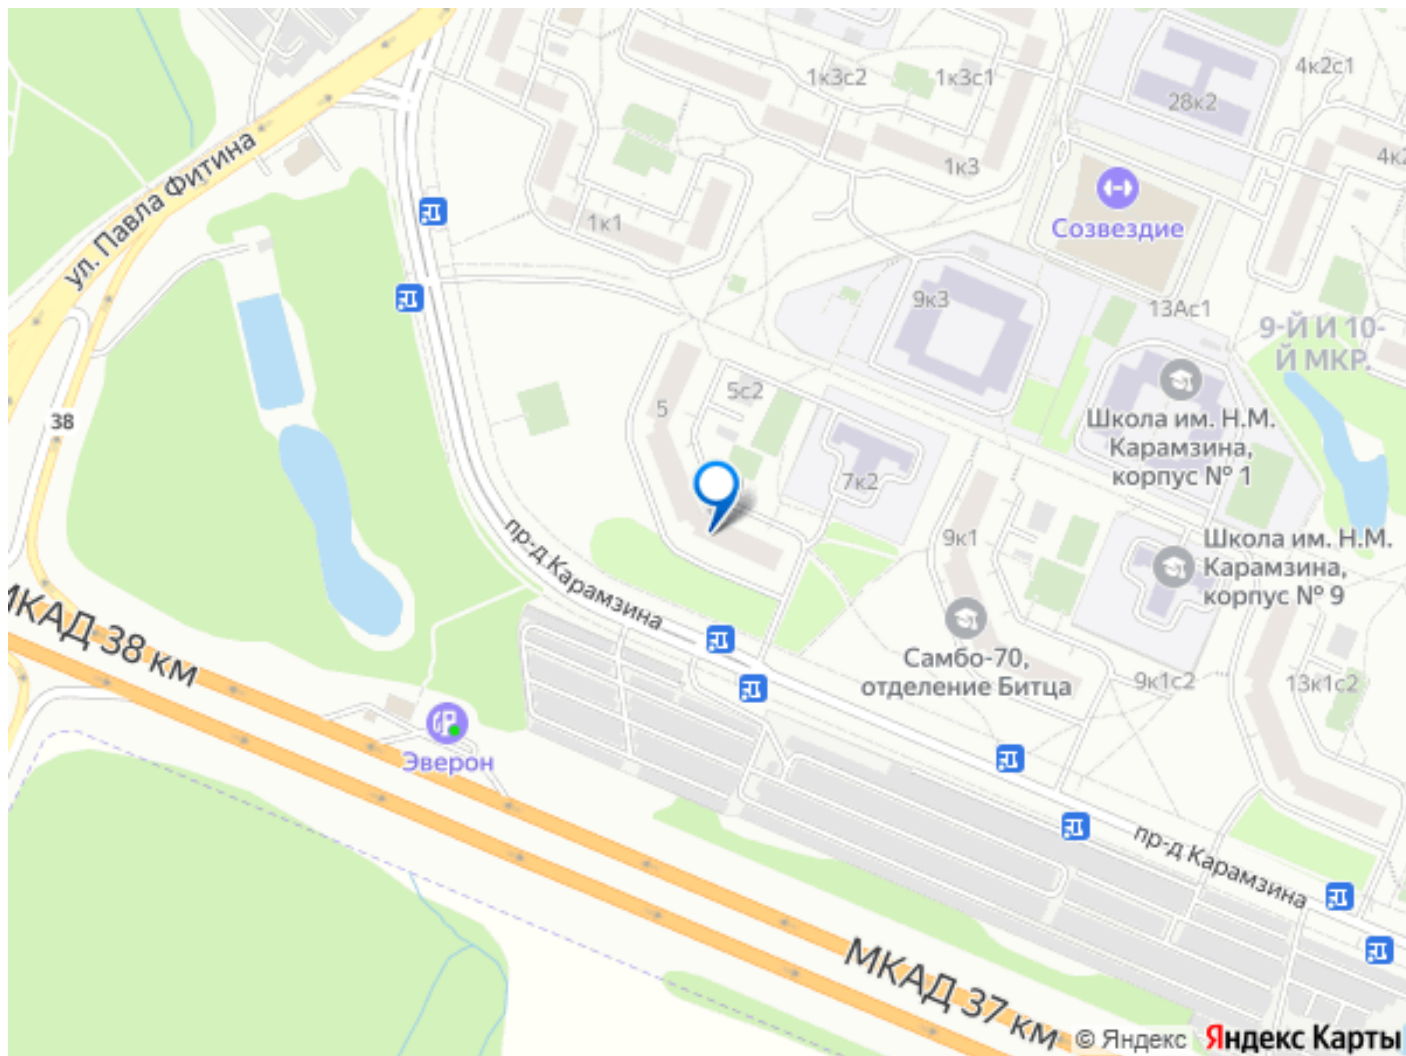 1к3с2
1к3с1
4к2с1
28к2
ул. Павла Фитина
1к3
4к2
1к1
Созвездие
9к3
13Ас1
9-Й И 10-
Й МКР.
5с2
5
38
Школа им. Н.М.
Карамзина,
корпус № 1
7к2
пр-д Карамзина
9к1
Школа им. Н.М.
Карамзина,
корпус № 9
МКАД 38 км
Самбо-70,
отделение Битца
9к1с2
13к1с2
Эверон
пр-д Карамзина
МКАД 37 км
© Яндекс Яндекс Карты